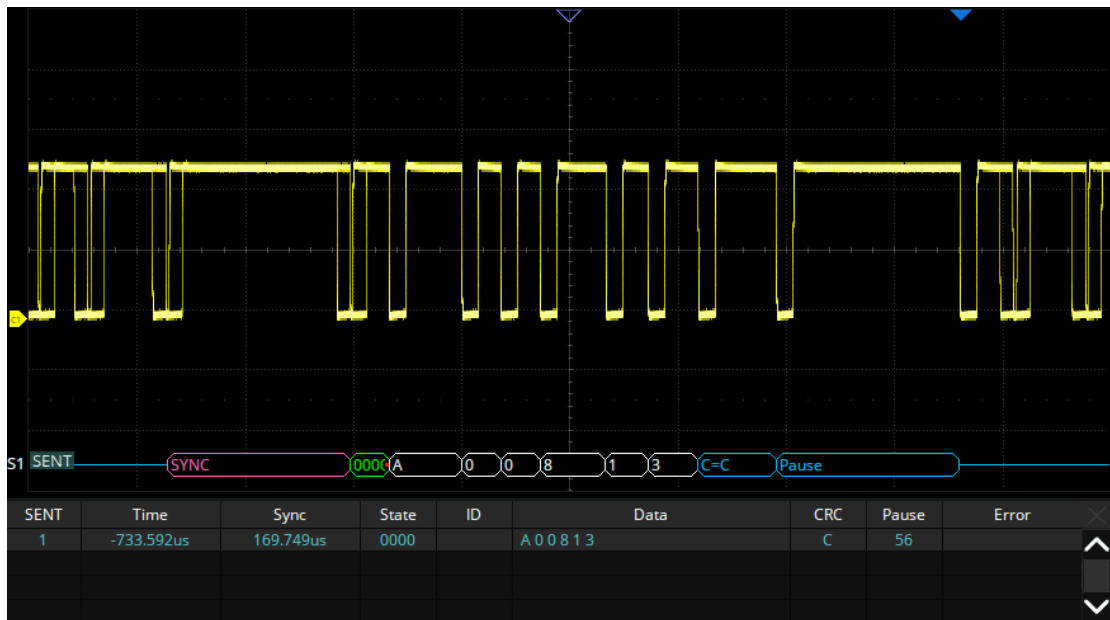 C1
S1 SENT SYNC 0000 A 0 0 8 1 3 C=C Pause
SENT Time Sync State ID Data CRC Pause Error
1 -733.592us 169.749us 0000 A 0 0 8 1 3 C 56